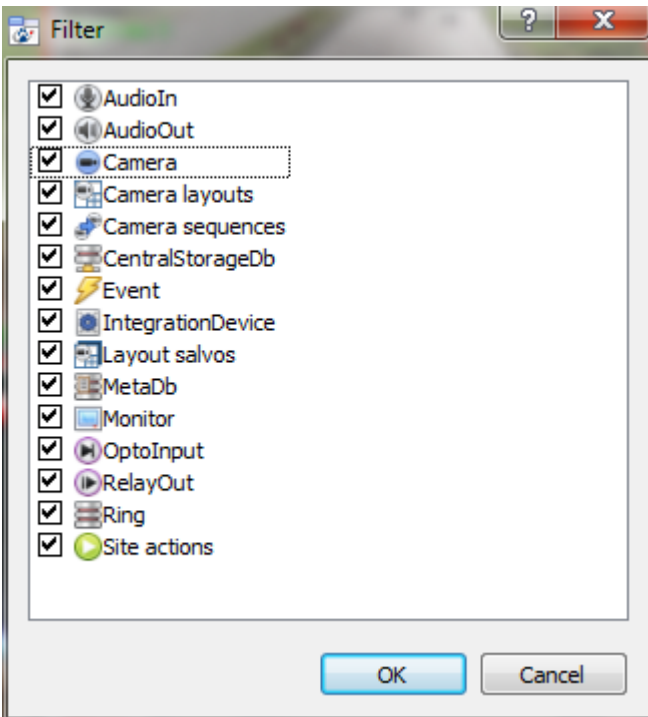 Filter
?
X
AudioIn
AudioOut
Camera
Camera layouts
Camera sequences
CentralStorageDb
Event
IntegrationDevice
Layout salvos
MetaDb
Monitor
OptoInput
RelayOut
Ring
Site actions
OK Cancel